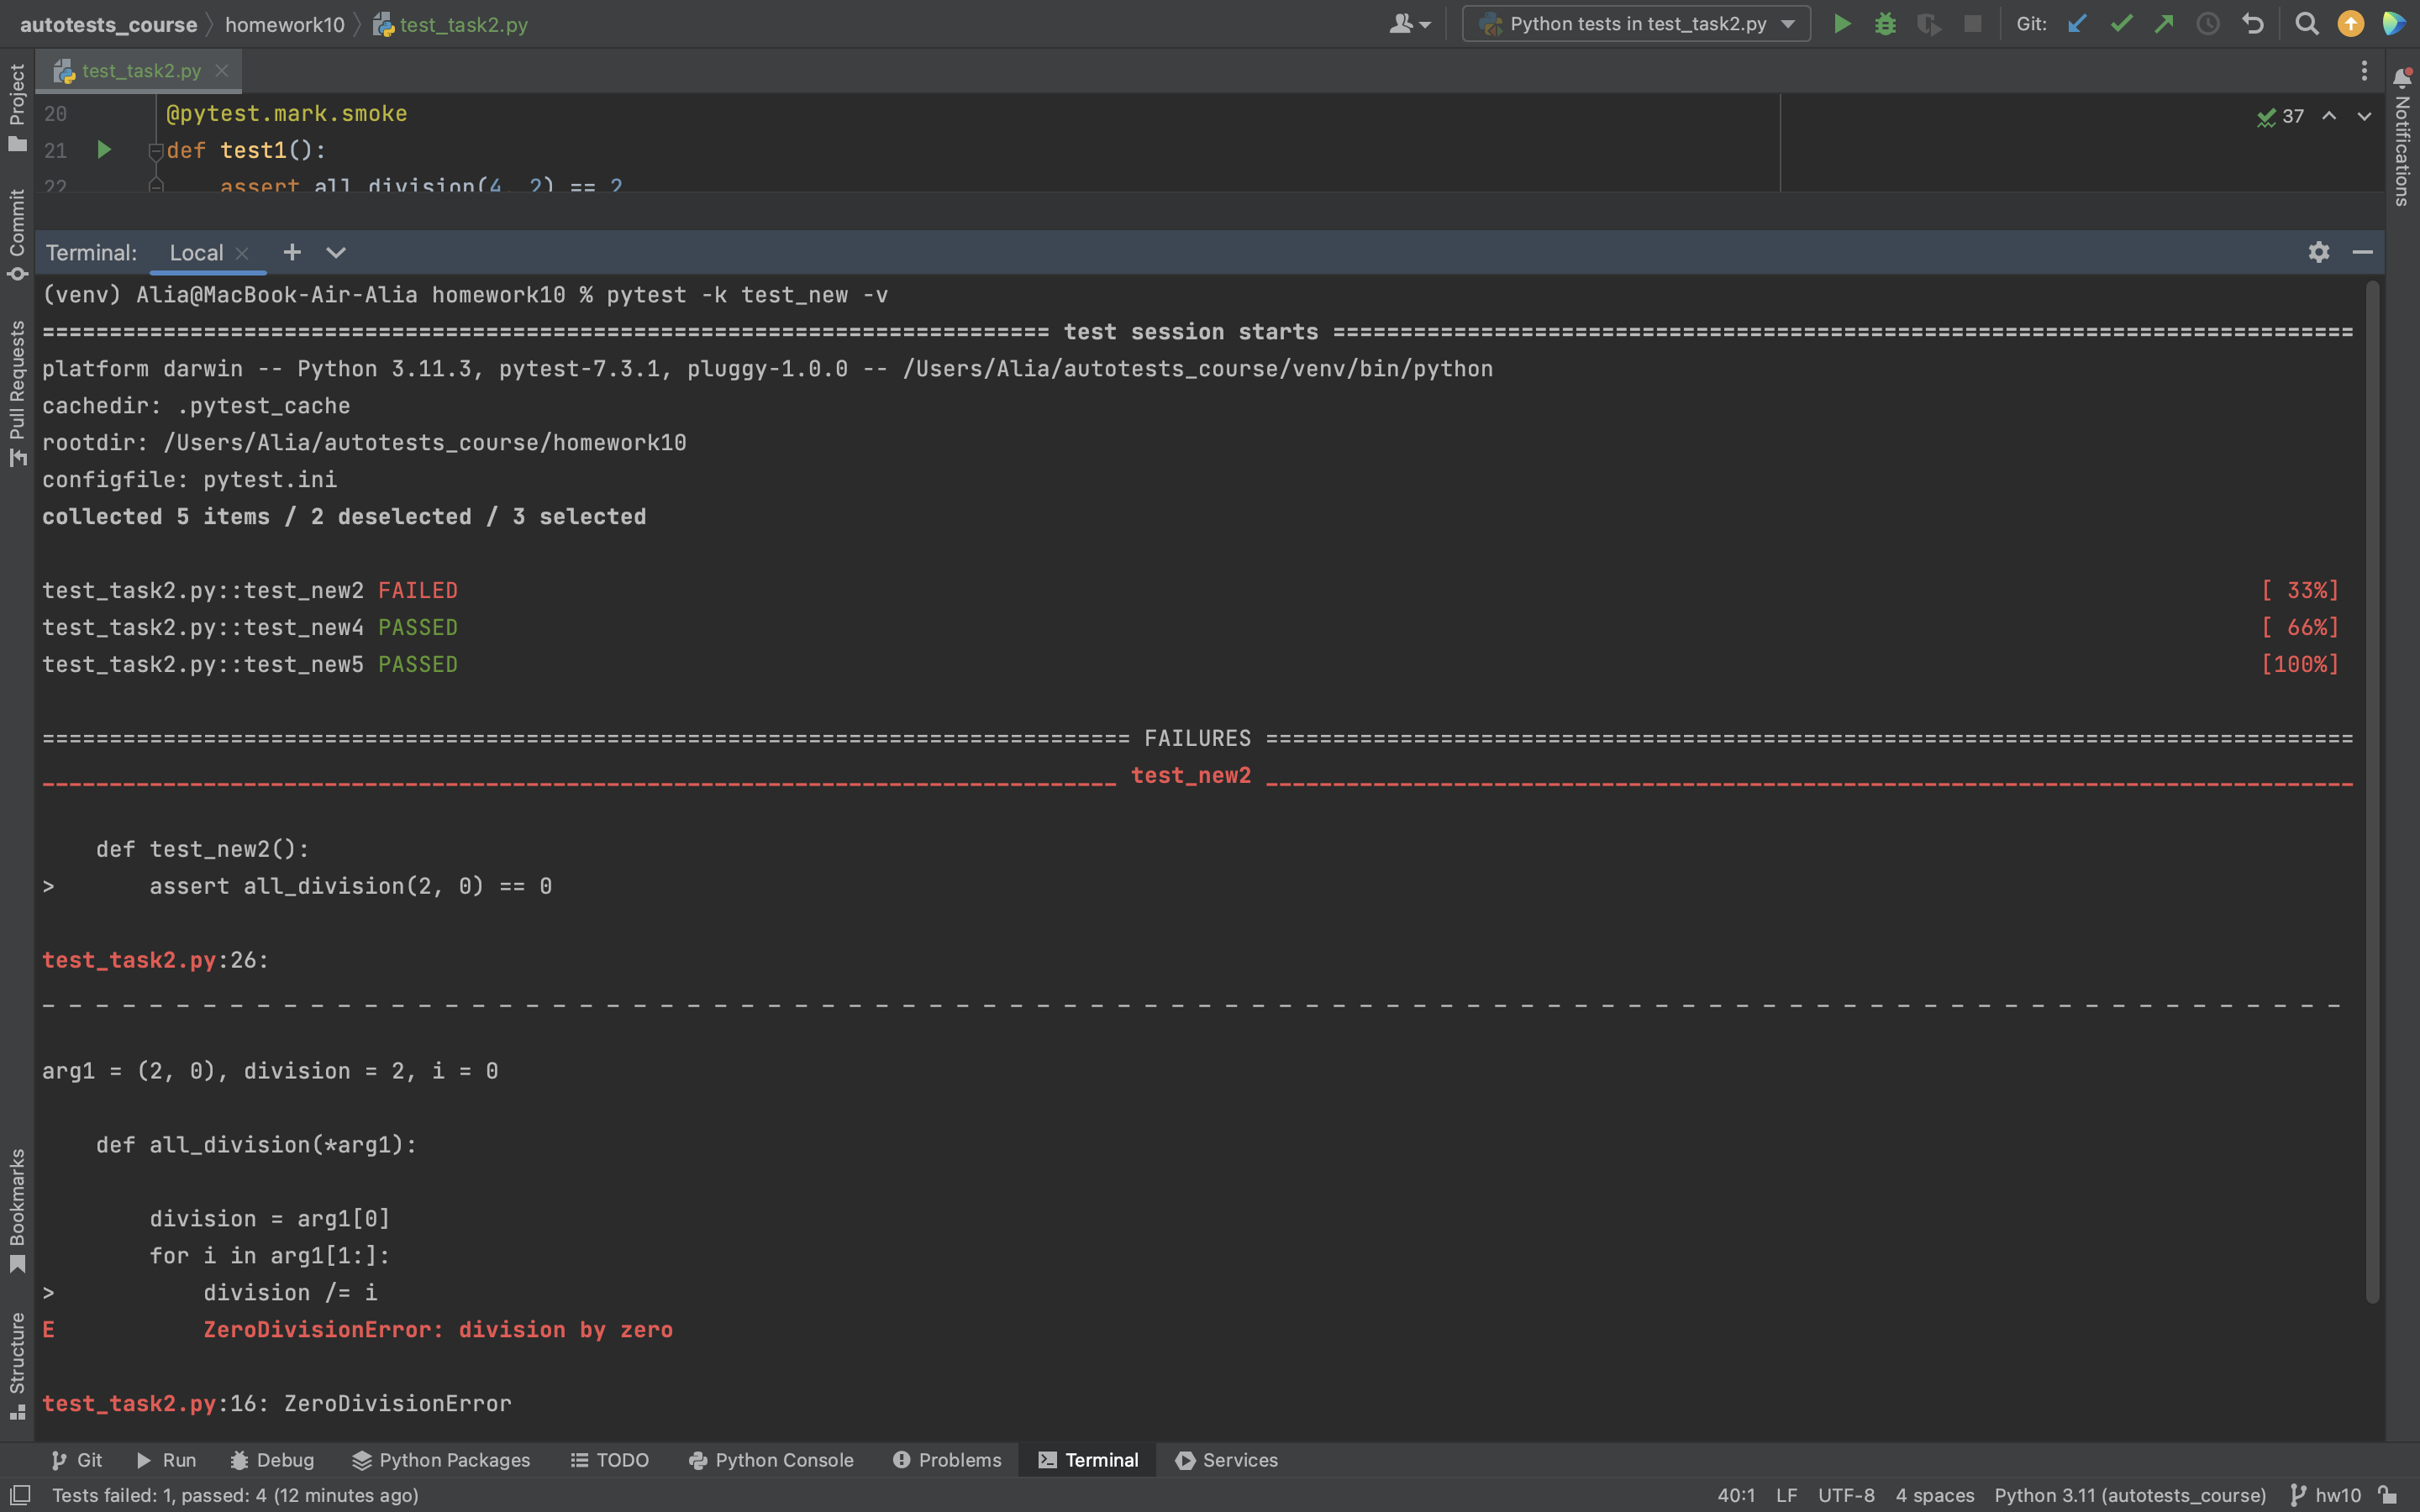 autotests_course homework10 test_task2.py Python tests in test_task2.py Git:
test_task2.py
20 @pytest.mark.smoke
37
21 def test1():
22 assert all_division(4, 2) == 2
Project
Commit
Pull Requests
Bookmarks
Structure
Notifications
Terminal: Local
(venv) Alia@MacBook-Air-Alia homework10 % pytest -k test_new -v
=========================================================================== test session starts ============================================================================
platform darwin -- Python 3.11.3, pytest-7.3.1, pluggy-1.0.0 -- /Users/Alia/autotests_course/venv/bin/python
cachedir: .pytest_cache
rootdir: /Users/Alia/autotests_course/homework10
configfile: pytest.ini
collected 5 items / 2 deselected / 3 selected
test_task2.py::test_new2 FAILED [ 33%]
test_task2.py::test_new4 PASSED [ 66%]
test_task2.py::test_new5 PASSED [100%]
================================================================================= FAILURES =================================================================================
________________________________________________________________________________ test_new2 _________________________________________________________________________________
def test_new2():
> assert all_division(2, 0) == 0
test_task2.py:26:
_ _ _ _ _ _ _ _ _ _ _ _ _ _ _ _ _ _ _ _ _ _ _ _ _ _ _ _ _ _ _ _ _ _ _ _ _ _ _ _ _ _ _ _ _ _ _ _ _ _ _ _ _ _ _ _ _ _ _ _ _ _ _ _ _ _ _ _ _ _ _ _ _ _ _ _ _ _ _ _ _ _ _ _ _ _
arg1 = (2, 0), division = 2, i = 0
def all_division(*arg1):
division = arg1[0]
for i in arg1[1:]:
> division /= i
E ZeroDivisionError: division by zero
test_task2.py:16: ZeroDivisionError
Git Run Debug Python Packages TODO Python Console Problems Terminal Services
Tests failed: 1, passed: 4 (12 minutes ago) 40:1 LF UTF-8 4 spaces Python 3.11 (autotests_course) hw10